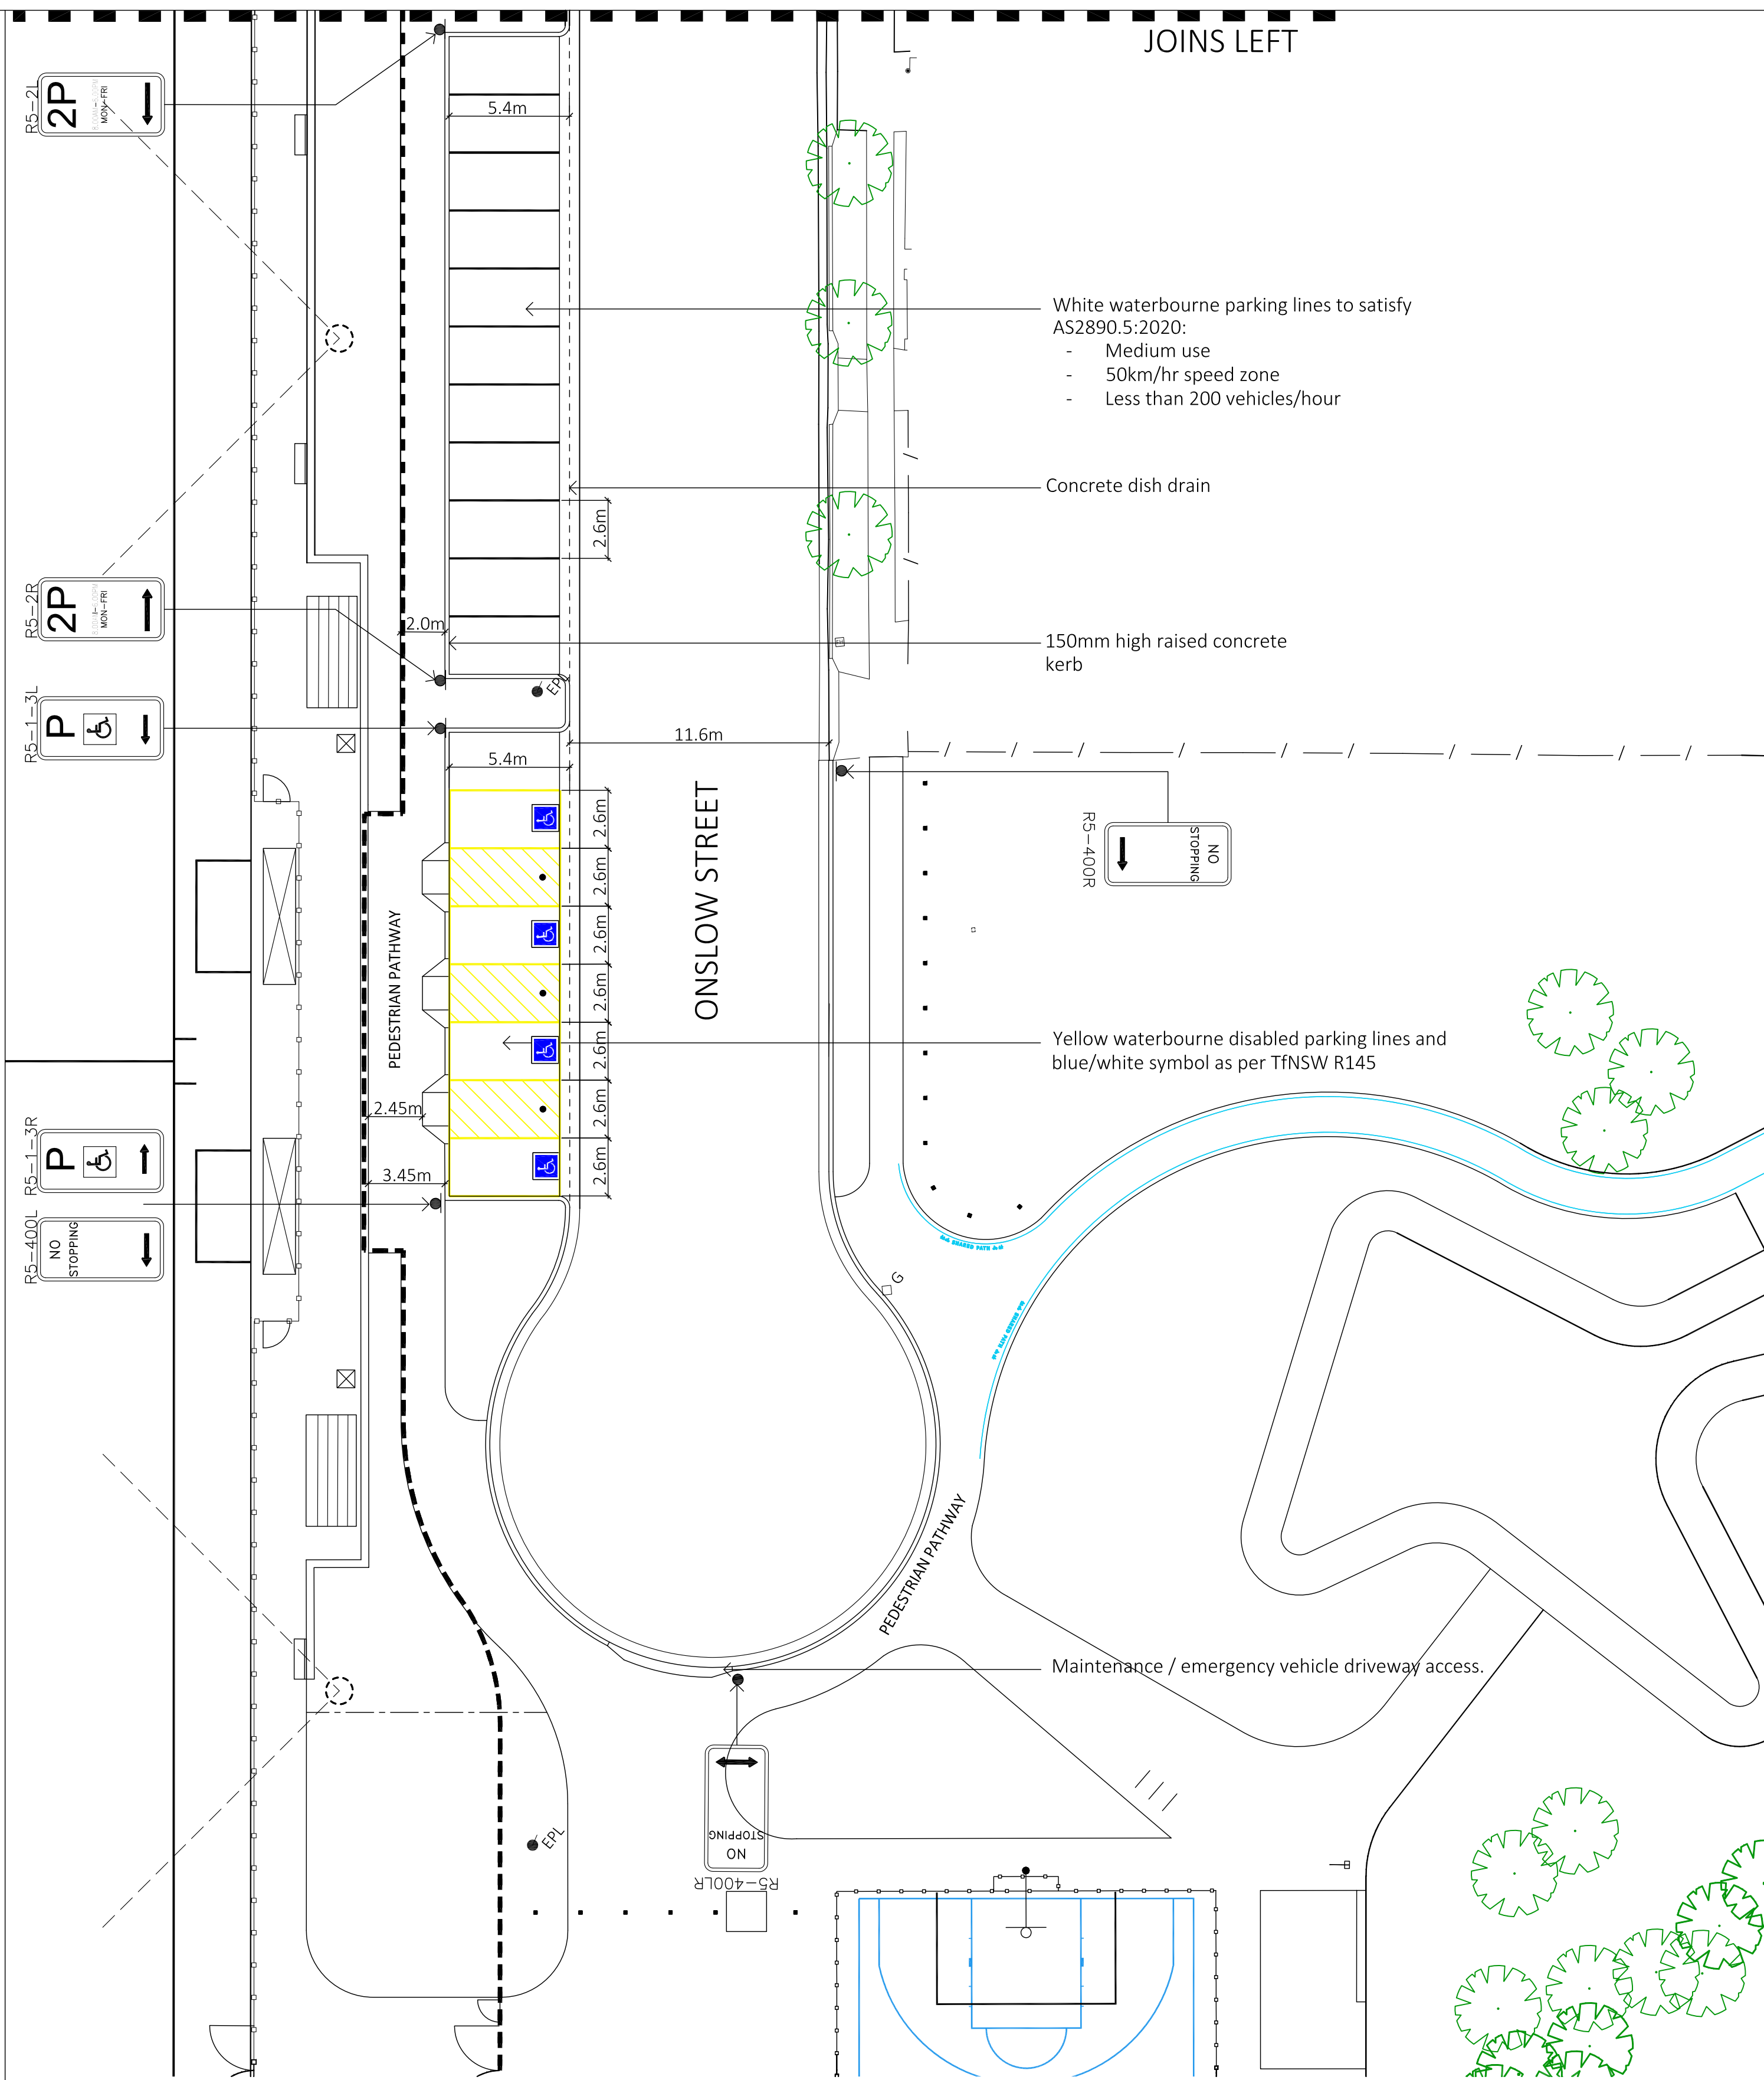 JOINS LEFT
R5-2L
2P
MON-FRI
5.4m
White waterbourne parking lines to satisfy
AS2890.5:2020:
- Medium use
- 50km/hr speed zone
- Less than 200 vehicles/hour
Concrete dish drain
2.6m
R5-2R
2P
MON-FRI
2.0m
150mm high raised concrete
kerb
EPL
R5-1-3L
P
11.6m
5.4m
ONSLOW STREET
2.6m
2.6m
2.6m
2.6m
2.6m
2.6m
2.6m
R5-400R
NO
STOPPING
PEDESTRIAN PATHWAY
Yellow waterbourne disabled parking lines and
blue/white symbol as per TfNSW R145
2.45m
R5-1-3R
P
3.45m
R5-400L
NO
STOPPING
SHARED PATH
G
SHARED PATH
PEDESTRIAN PATHWAY
Maintenance / emergency vehicle driveway access.
EPL
NO
STOPPING
R5-400LR